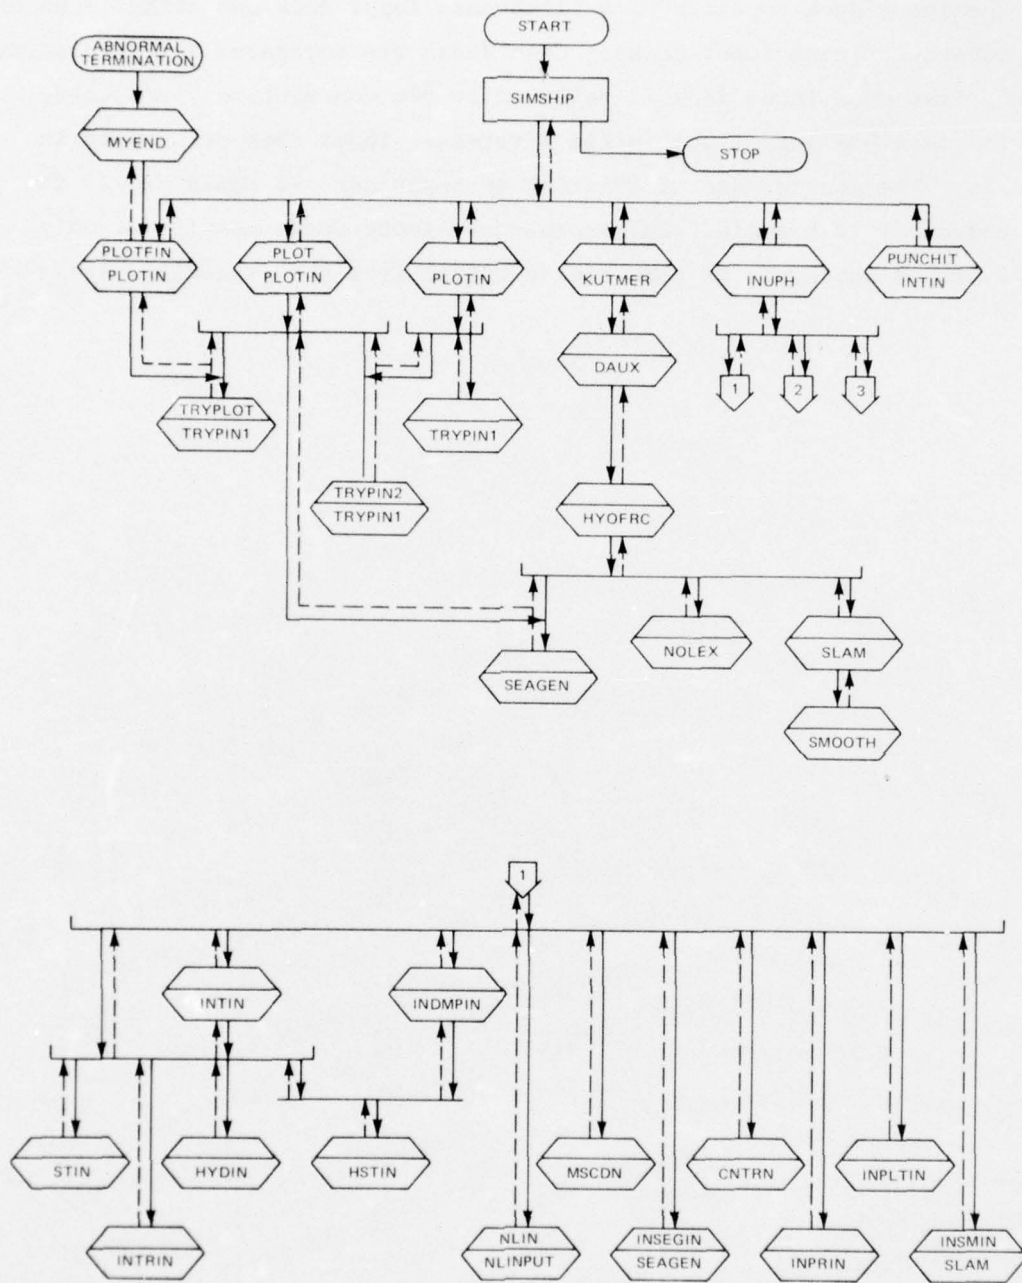 START
ABNORMAL
TERMINATION
SIMSHIP
MYEND
STOP
PLOTFIN
PLOTIN
PLOT
PLOTIN
PLOTIN
KUTMER
INUPH
PUNCHIT
INTIN
DAUX
1
2
3
TRYPLOT
TRYPIN1
TRYPIN1
TRYPIN2
TRYPIN1
HYOFRC
NOLEX
SLAM
SEAGEN
SMOOTH
1
INTIN
INDMPIN
STIN
HYDIN
HSTIN
MSCDN
CNTRN
INPLTIN
INTRIN
NLIN
NLINPUT
INSEGIN
SEAGEN
INPRIN
INSMIN
SLAM